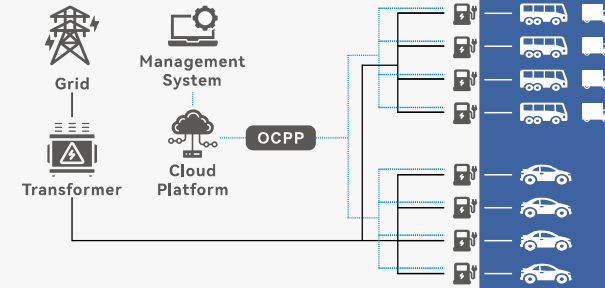 Grid
Management
System
OCPP
Transformer
Cloud
Platform